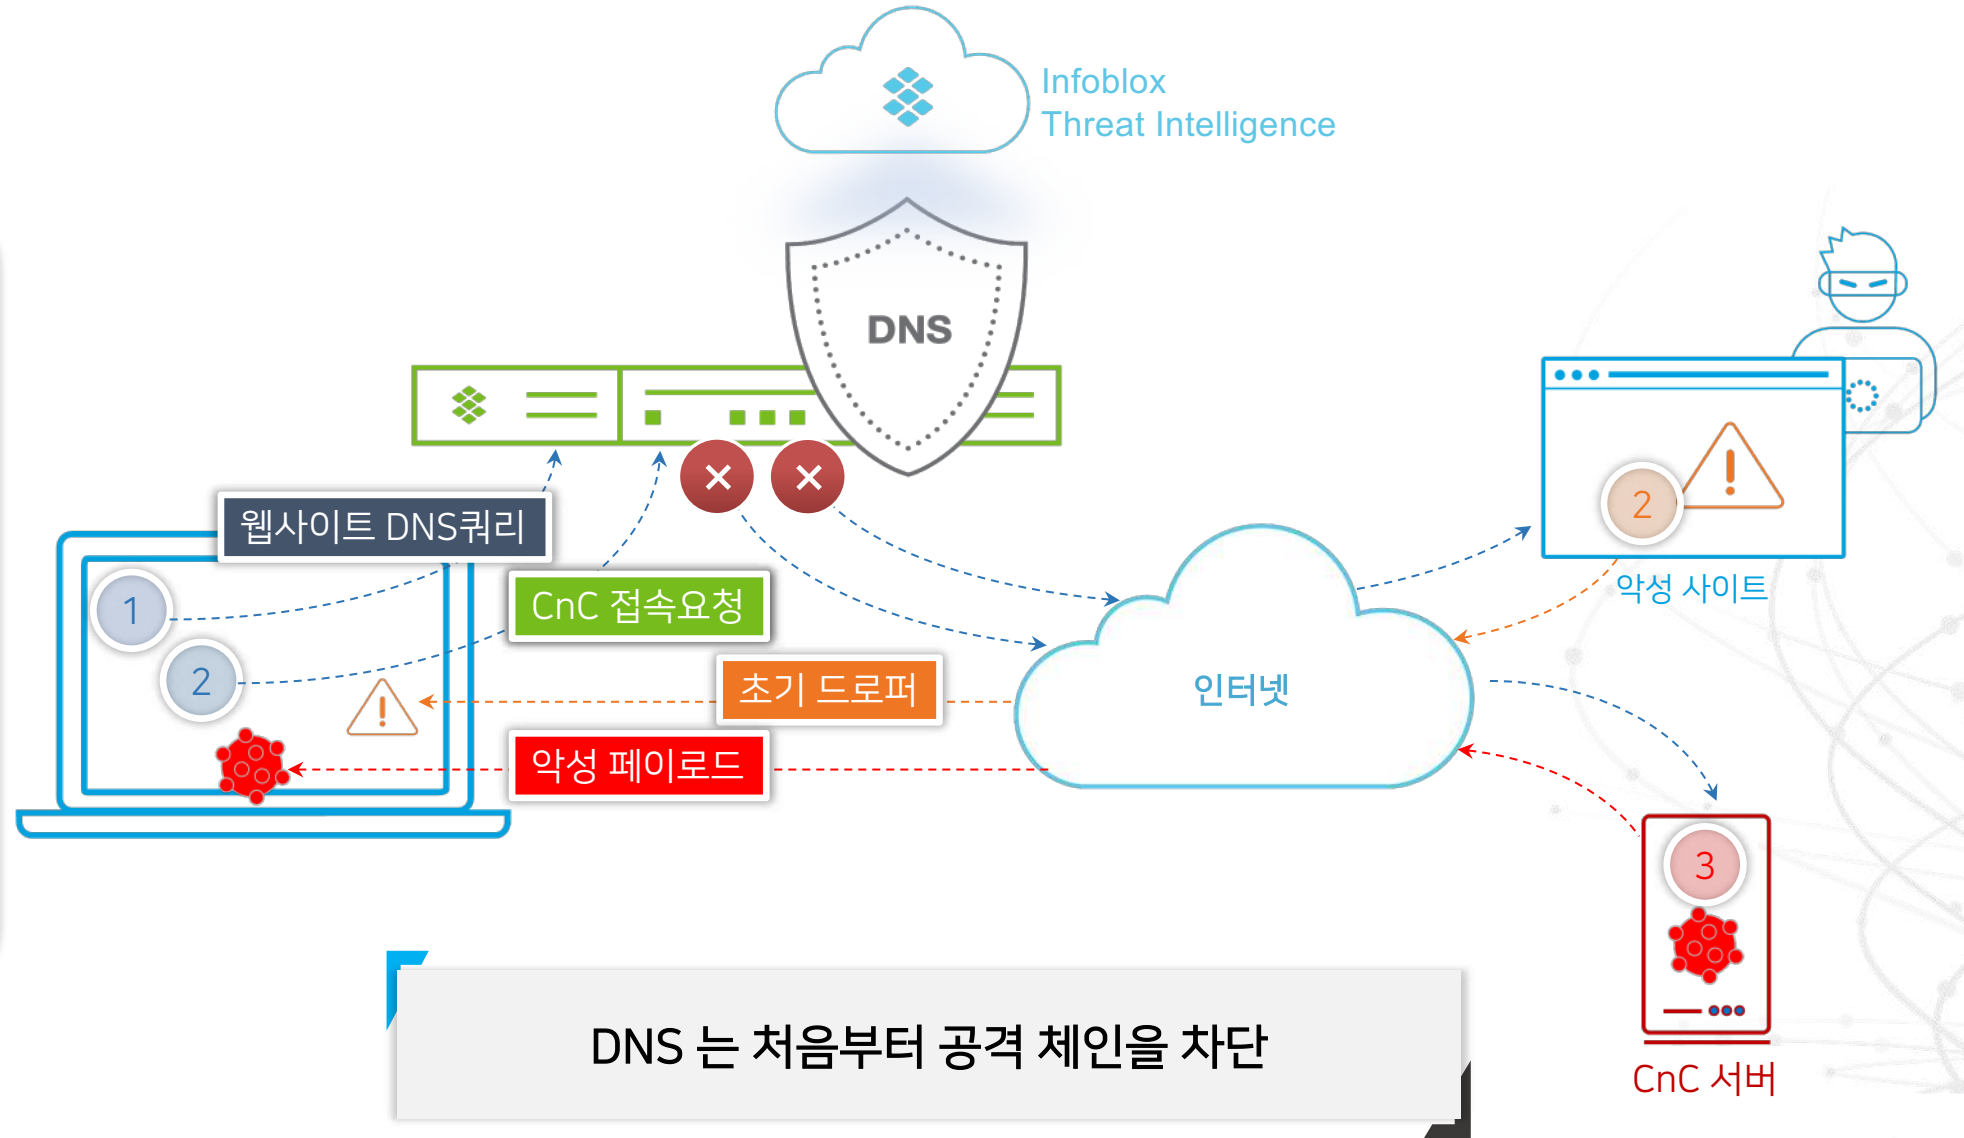 Infoblox
Threat Intelligence
DNS
웹사이트 DNS쿼리
1
CnC 접속요청
2
초기 드로퍼
악성 페이로드
인터넷
2
악성 사이트
3
CnC 서버
DNS 는 처음부터 공격 체인을 차단